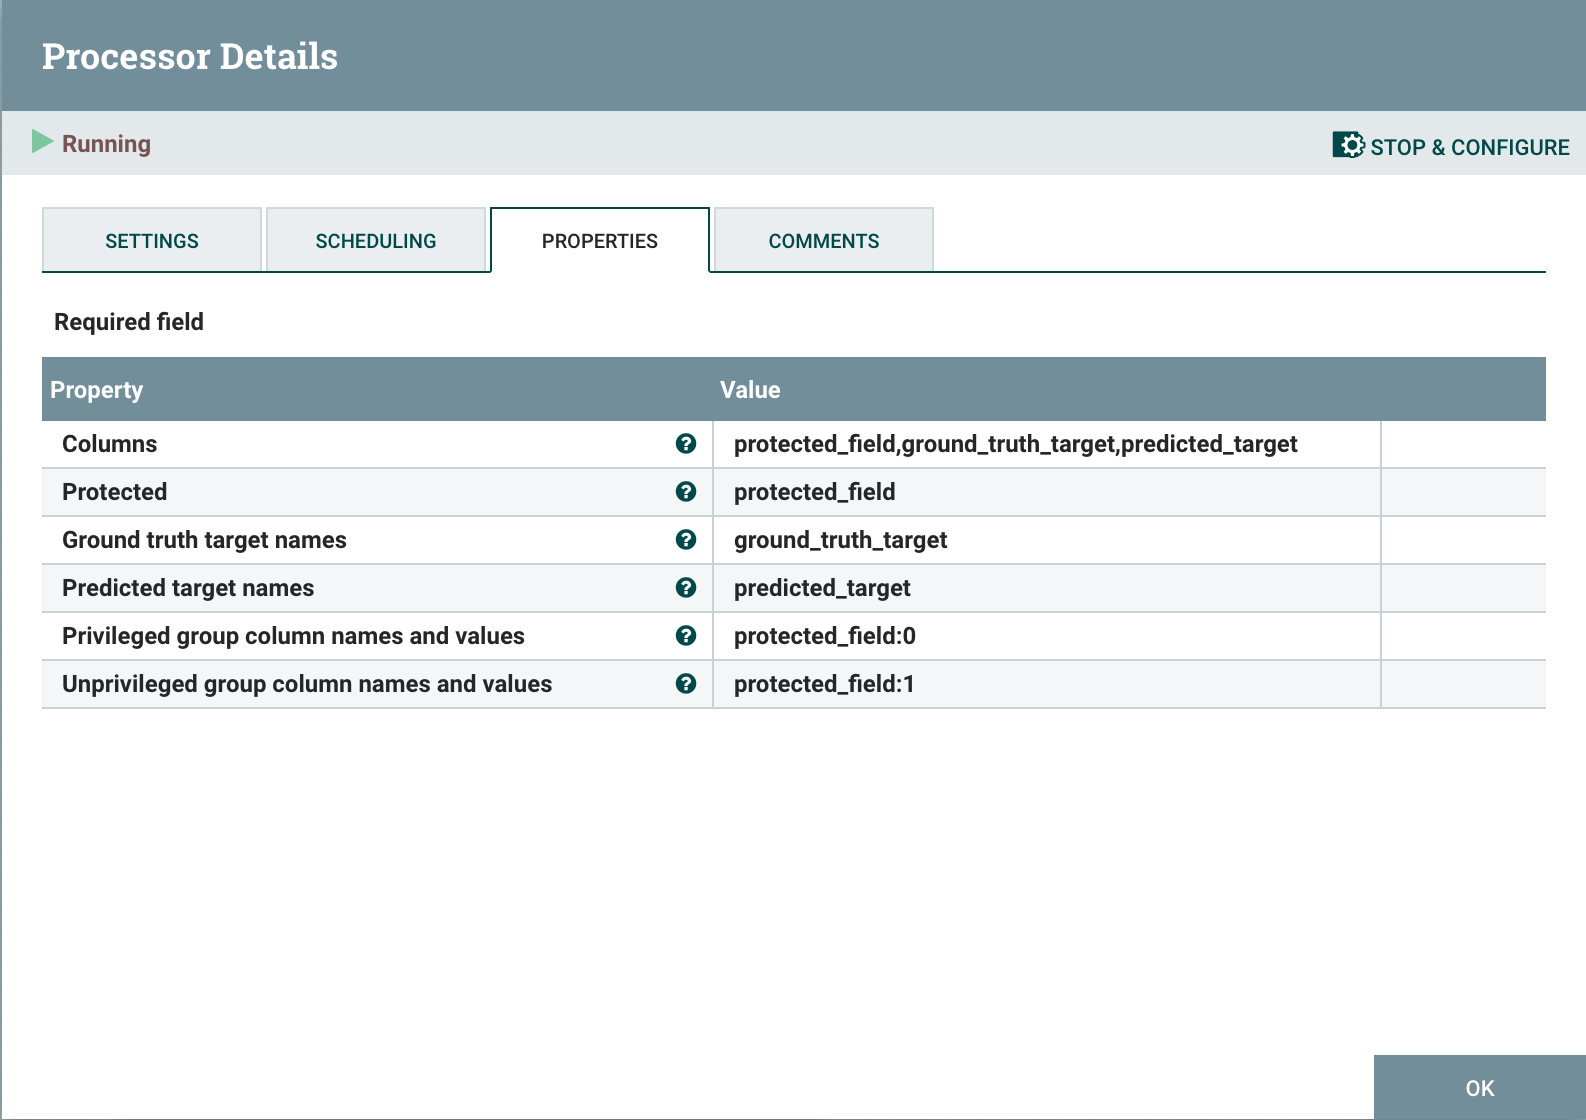 Processor Details
Running
STOP & CONFIGURE
SETTINGS SCHEDULING PROPERTIES COMMENTS
Required field
Property Value
Columns protected_field,ground_truth_target,predicted_target
Protected protected_field
Ground truth target names ground_truth_target
Predicted target names predicted_target
Privileged group column names and values protected_field:0
Unprivileged group column names and values protected_field:1
OK